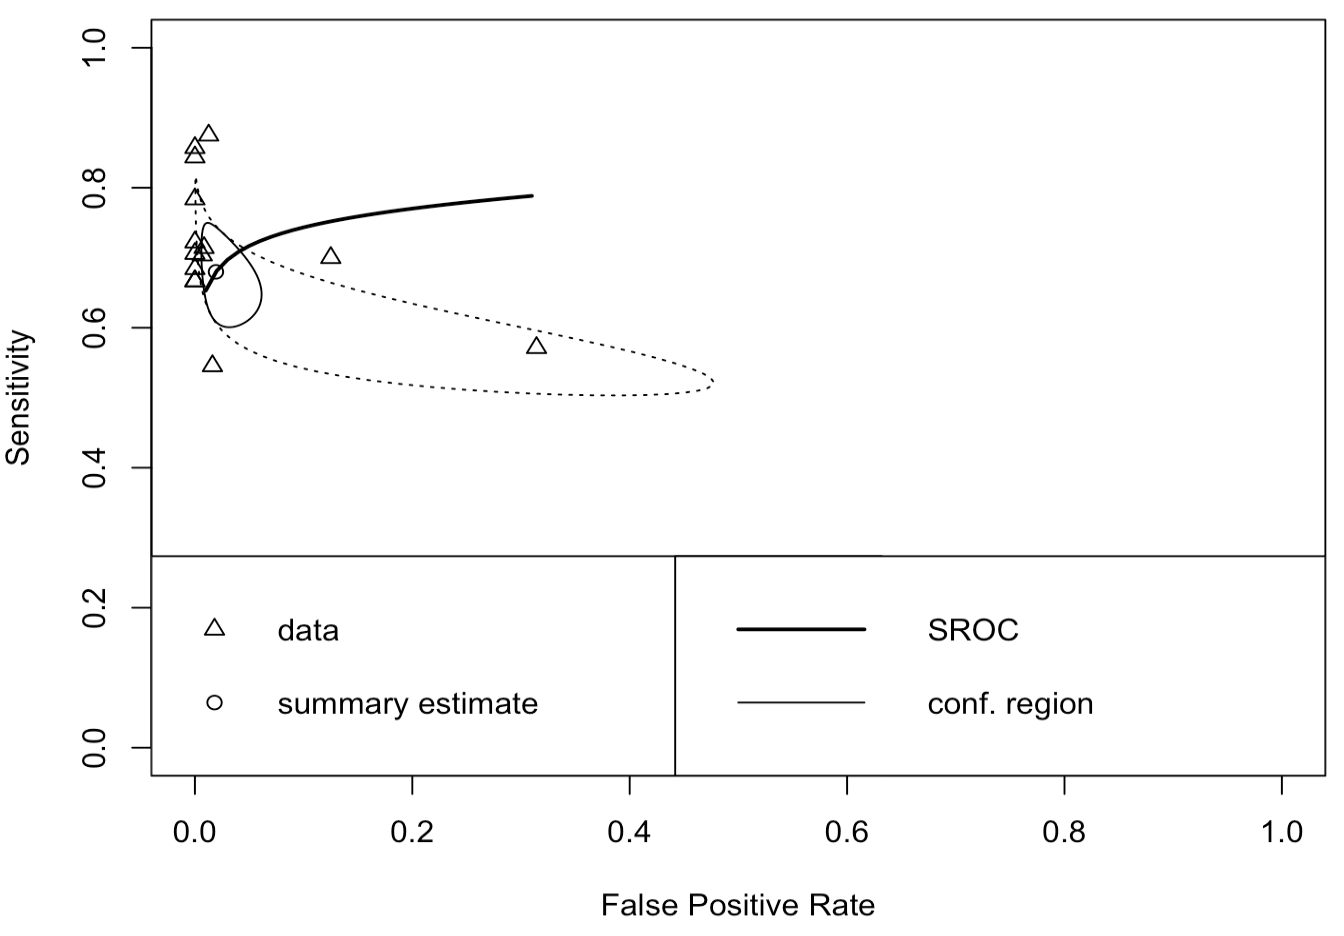 1.0
0.8
0.6
0.4
0.2
0.0
Sensitivity
data
summary estimate
SROC
conf. region
0.0 0.2 0.4 0.6 0.8 1.0
False Positive Rate